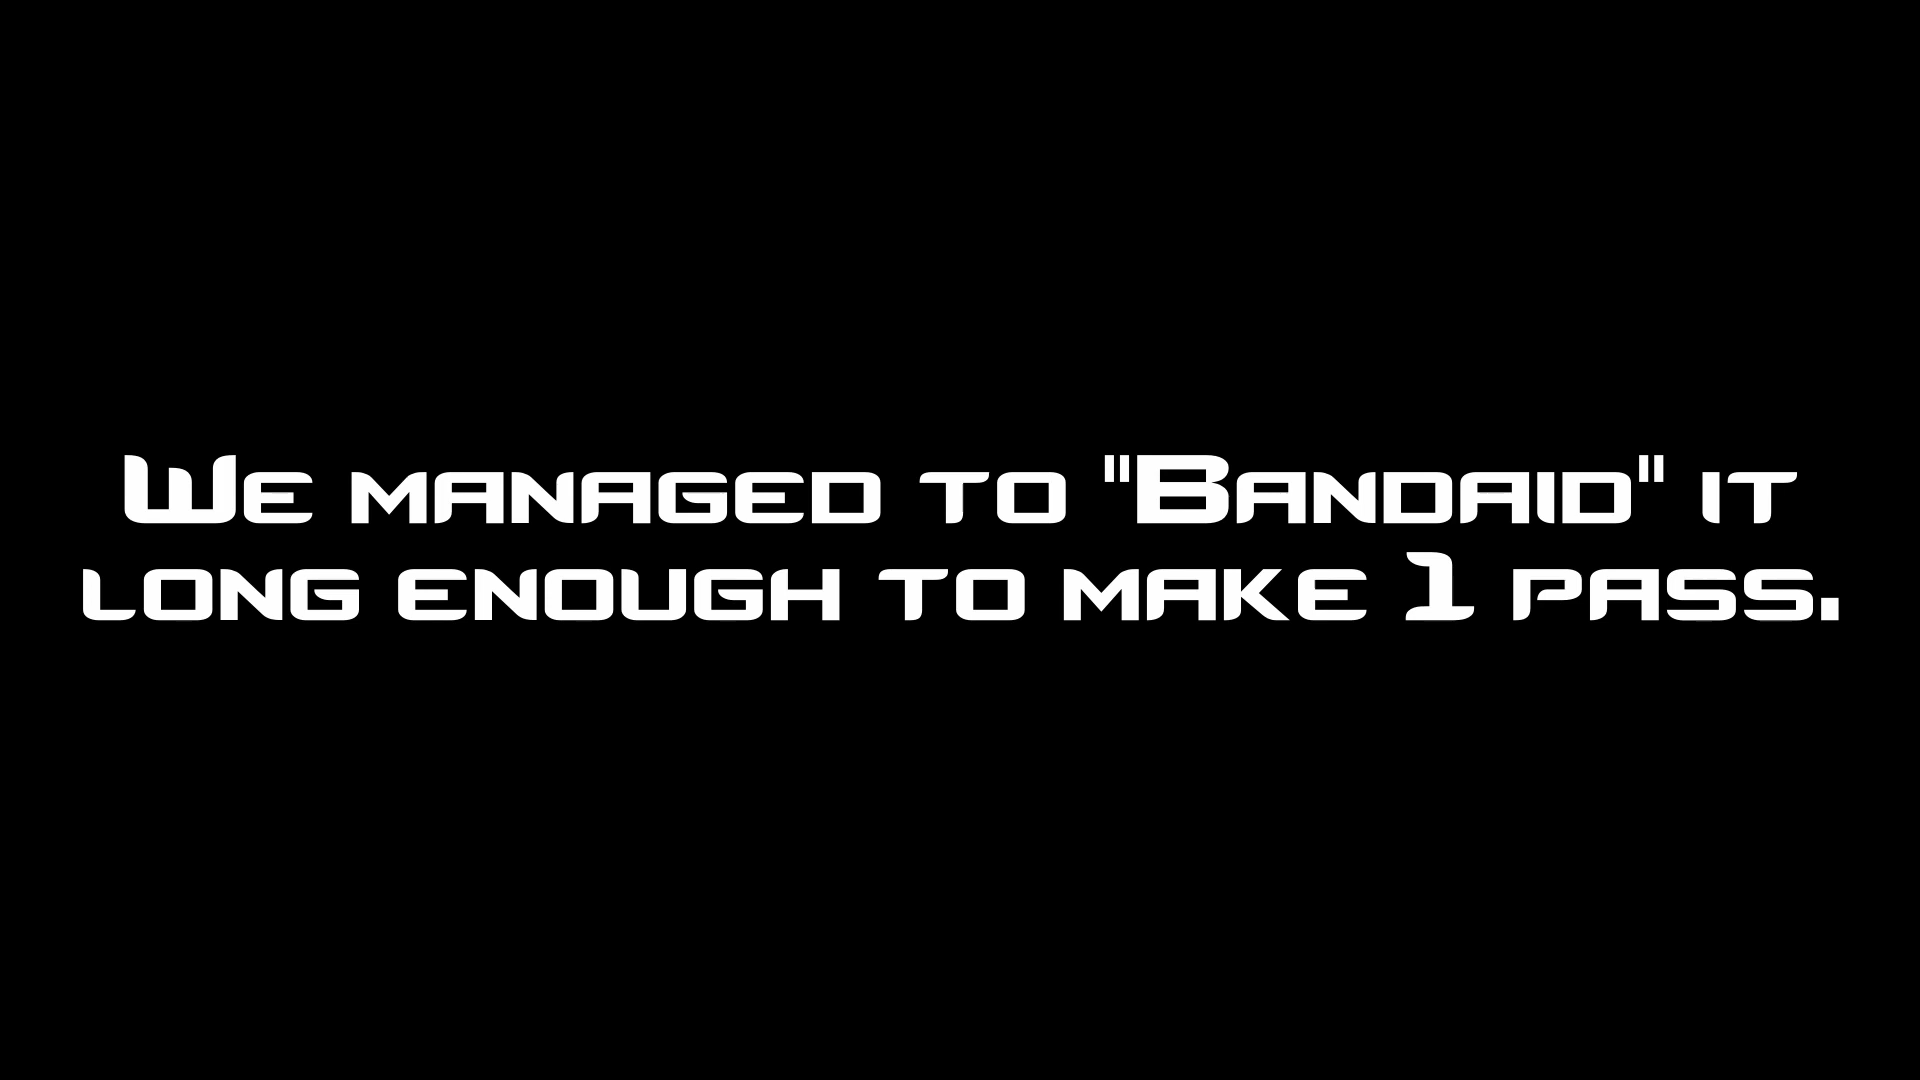 We managed to "Bandaid" it
long enough to make 1 pass.